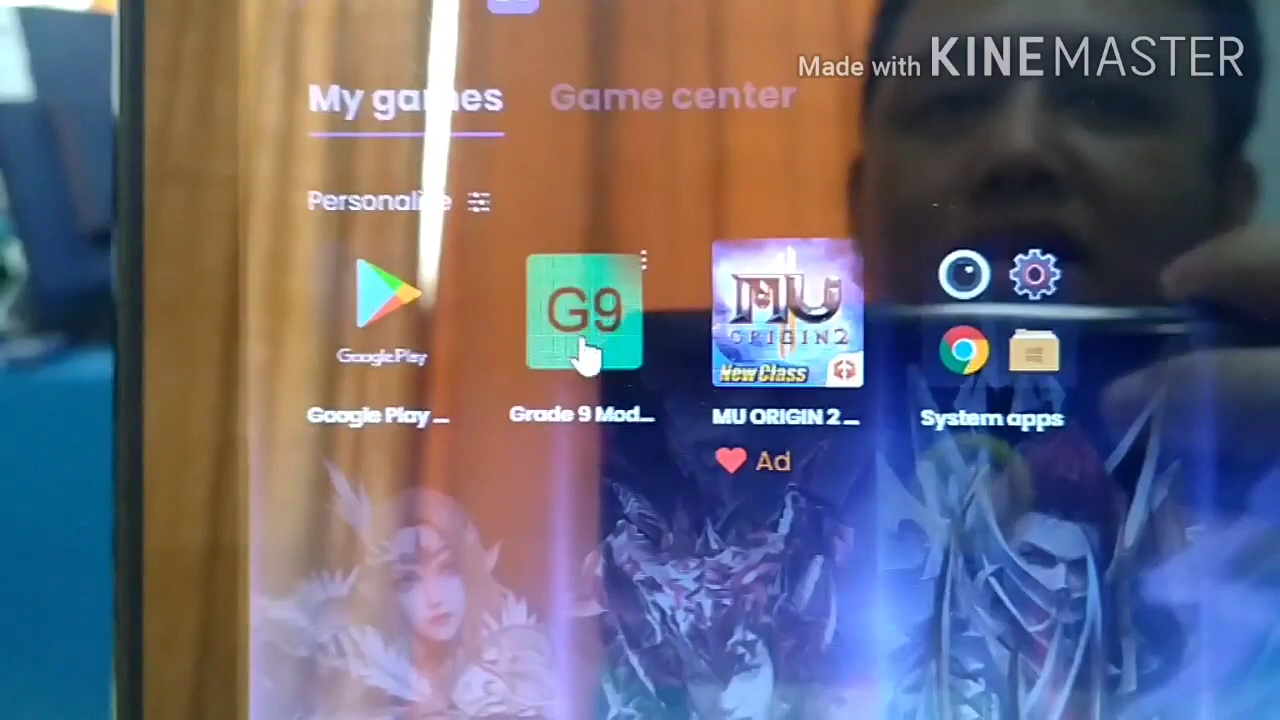 Made with KINEMASTER
My games Game center
Personalize
G9
MU
ORIGIN2
New Class
Google Play
Google Play ... Grade 9 Mod... MU ORIGIN 2 ... System apps
Ad